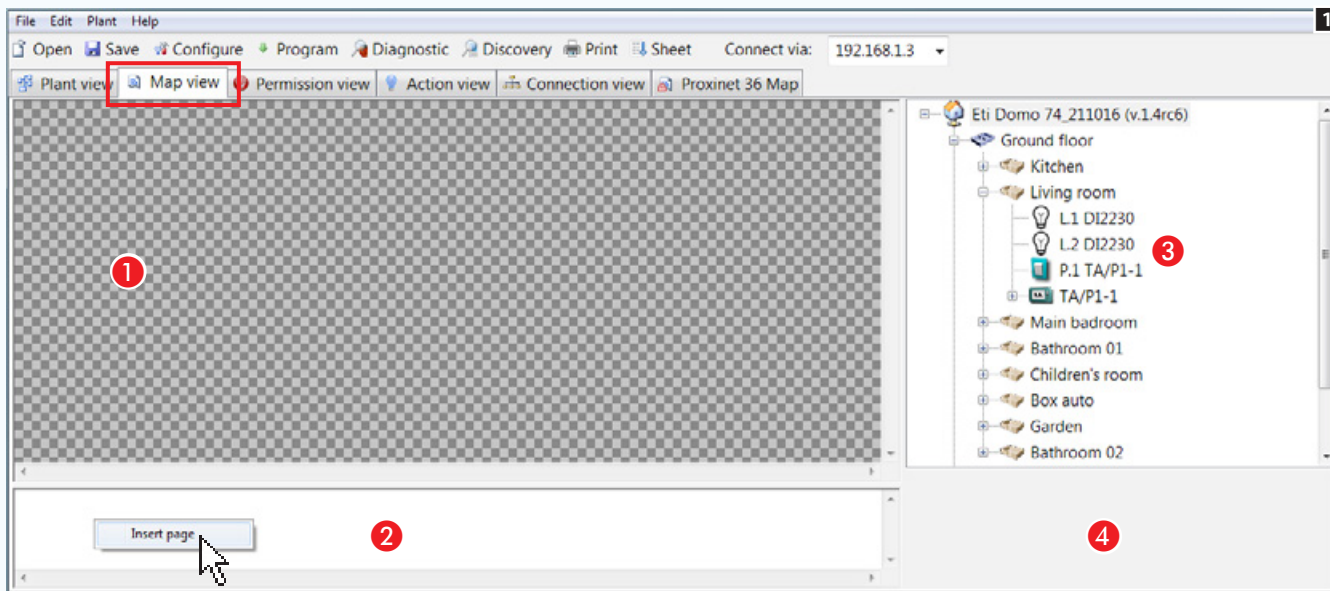 File Edit Plant Help
1
Open Save Configure Program Diagnostic Discovery Print Sheet Connect via: 192.168.1.3
Plant view Map view Permission view Action view Connection view Proxinet 36 Map
Eti Domo 74_211016 (v.1.4rc6)
Ground floor
Kitchen
Living room
L.1 DI2230
L.2 DI2230
3
1
P.1 TA/P1-1
TA/P1-1
Main badroom
Bathroom 01
Children's room
Box auto
Garden
Bathroom 02
Insert page
2
4